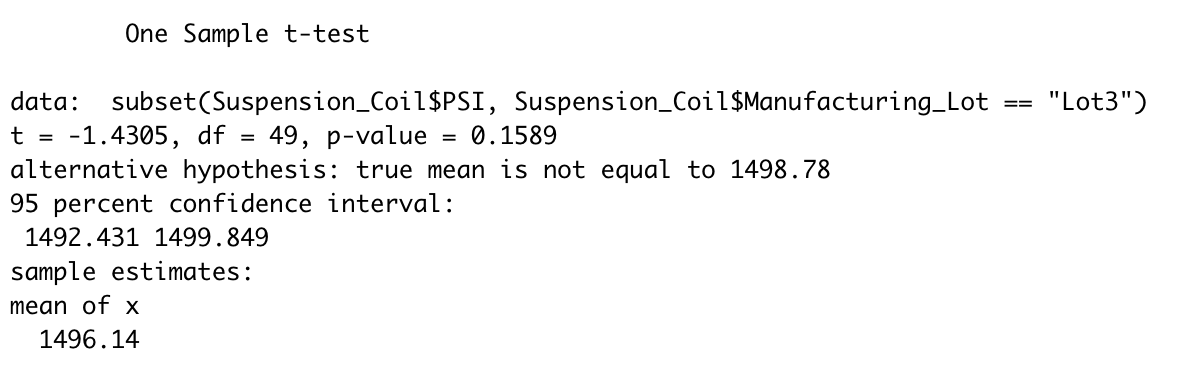 One Sample t-test
data:  subset(Suspension_Coil$PSI, Suspension_Coil$Manufacturing_Lot == "Lot3")
t = -1.4305, df = 49, p-value = 0.1589
alternative hypothesis: true mean is not equal to 1498.78
95 percent confidence interval:
1492.431 1499.849
sample estimates:
mean of x
1496.14